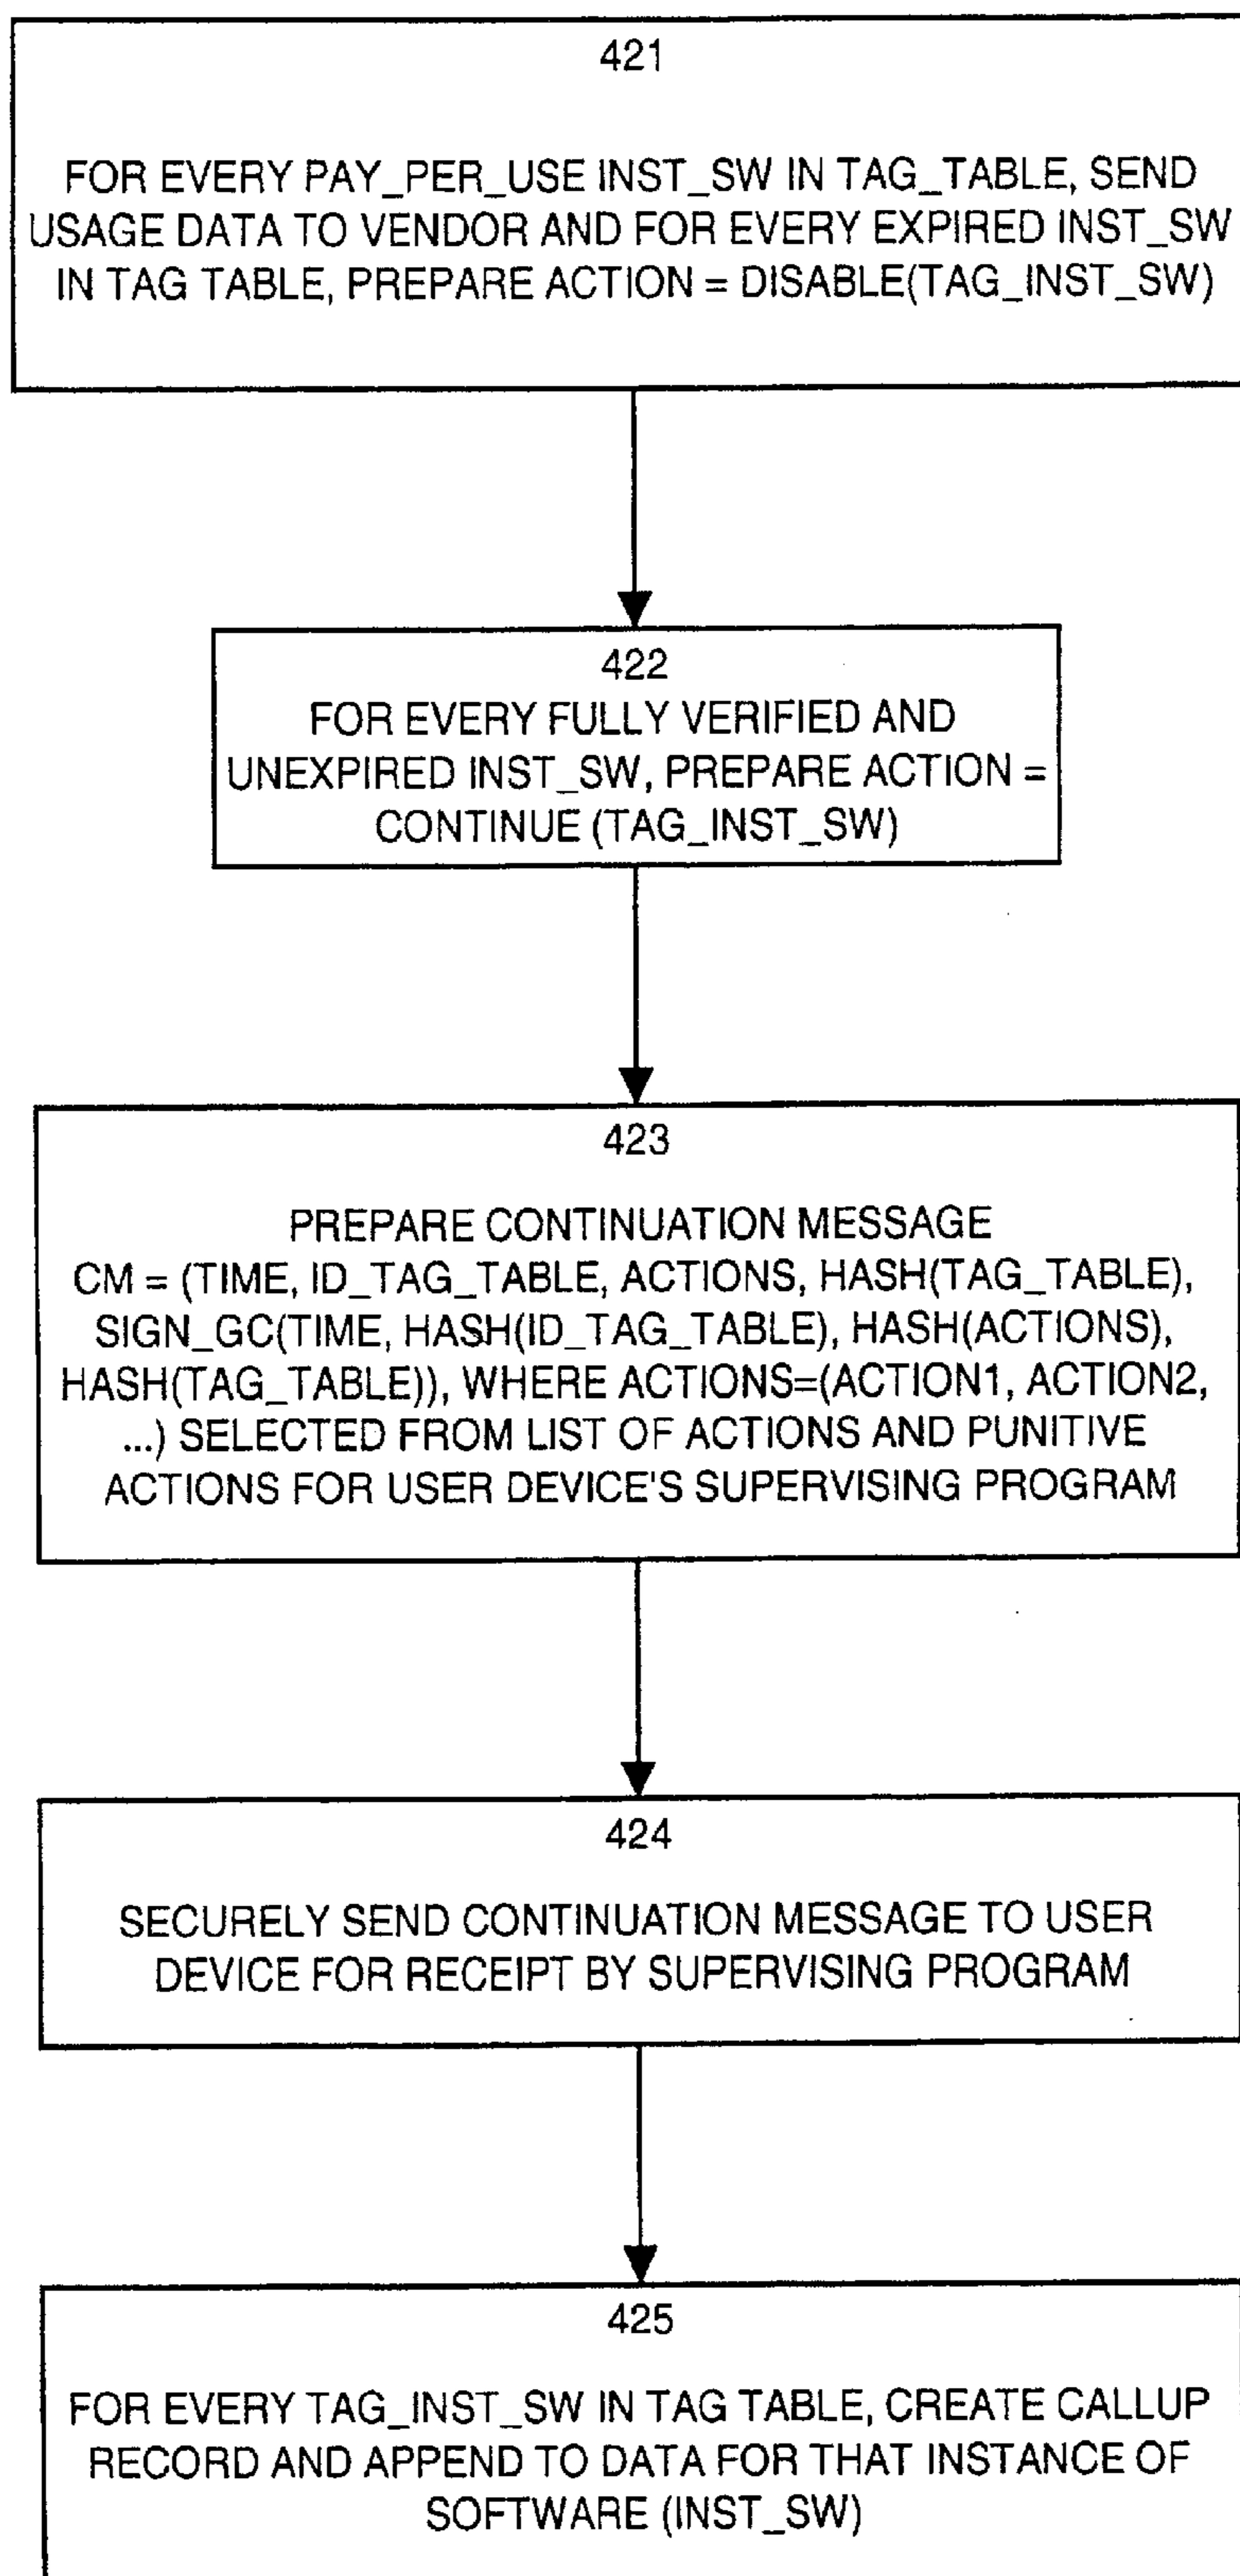 421
FOR EVERY PAY_PER_USE INST_SW IN TAG_TABLE, SEND
USAGE DATA TO VENDOR AND FOR EVERY EXPIRED INST_SW
IN TAG TABLE, PREPARE ACTION = DISABLE(TAG_INST_SW)
422
FOR EVERY FULLY VERIFIED AND
UNEXPIRED INST_SW, PREPARE ACTION =
CONTINUE (TAG_INST_SW)
423
PREPARE CONTINUATION MESSAGE
CM = (TIME, ID_TAG_TABLE, ACTIONS, HASH(TAG_TABLE),
SIGN_GC(TIME, HASH(ID_TAG_TABLE), HASH(ACTIONS),
HASH(TAG_TABLE)), WHERE ACTIONS=(ACTION1, ACTION2,
...) SELECTED FROM LIST OF ACTIONS AND PUNITIVE
ACTIONS FOR USER DEVICE'S SUPERVISING PROGRAM
424
SECURELY SEND CONTINUATION MESSAGE TO USER
DEVICE FOR RECEIPT BY SUPERVISING PROGRAM
425
FOR EVERY TAG_INST_SW IN TAG TABLE, CREATE CALLUP
RECORD AND APPEND TO DATA FOR THAT INSTANCE OF
SOFTWARE (INST_SW)